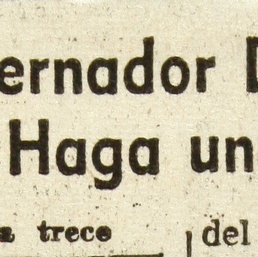 ernador D
Haga un
a trece del